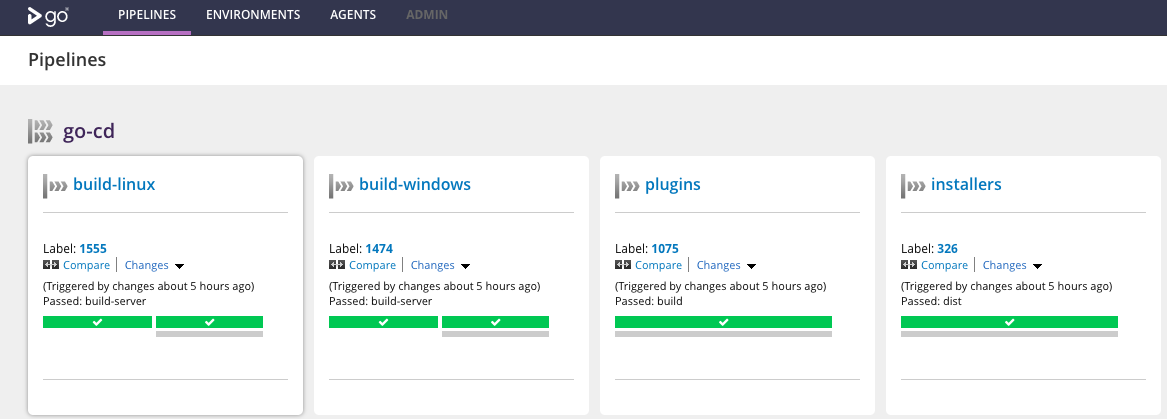 go
PIPELINES ENVIRONMENTS AGENTS ADMIN
Pipelines
go-cd
build-linux
Label: 1555
Compare Changes
(Triggered by changes about 5 hours ago)
Passed: build-server
build-windows
Label: 1474
Compare Changes
(Triggered by changes about 5 hours ago)
Passed: build-server
plugins
Label: 1075
Compare Changes
(Triggered by changes about 5 hours ago)
Passed: build
installers
Label: 326
Compare Changes
(Triggered by changes about 5 hours ago)
Passed: dist